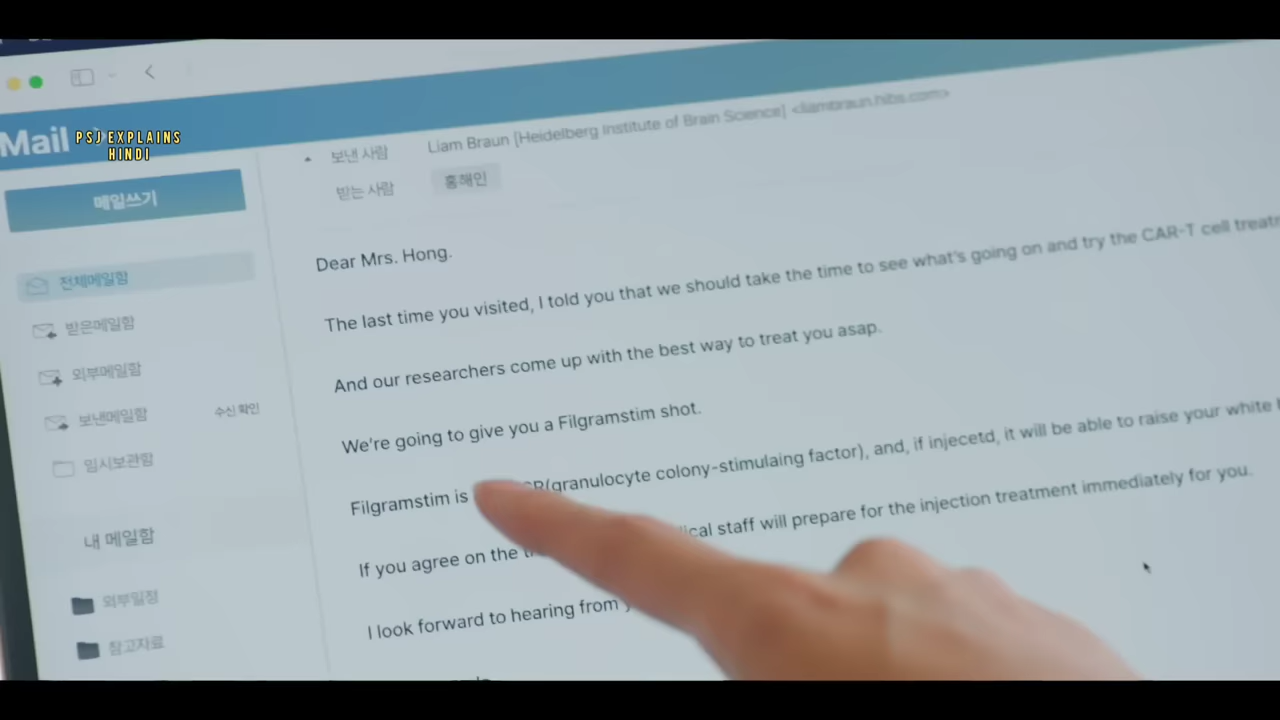 Mail
PSJ EXPLAINS
HINDI
메일쓰기
전체메일함
받은메일함
외부메일함
보낸메일함 수신 확인
임시보관함
내 메일함
외부일정
참고자료
보낸 사람 Liam Braun [Heidelberg Institute of Brain Science] <liambraun.hibs.com>
받는 사람 홍해인
Dear Mrs. Hong.
The last time you visited, I told you that we should take the time to see what's going on and try the CAR-T cell
And our researchers come up with the best way to treat you asap.
We're going to give you a Filgramstim shot.
Filgramstim is (granulocyte colony-stimulaing factor), and, if injecetd, it will be able to raise your white
If you agree on the staff will prepare for the injection treatment immediately for you.
I look forward to hearing from